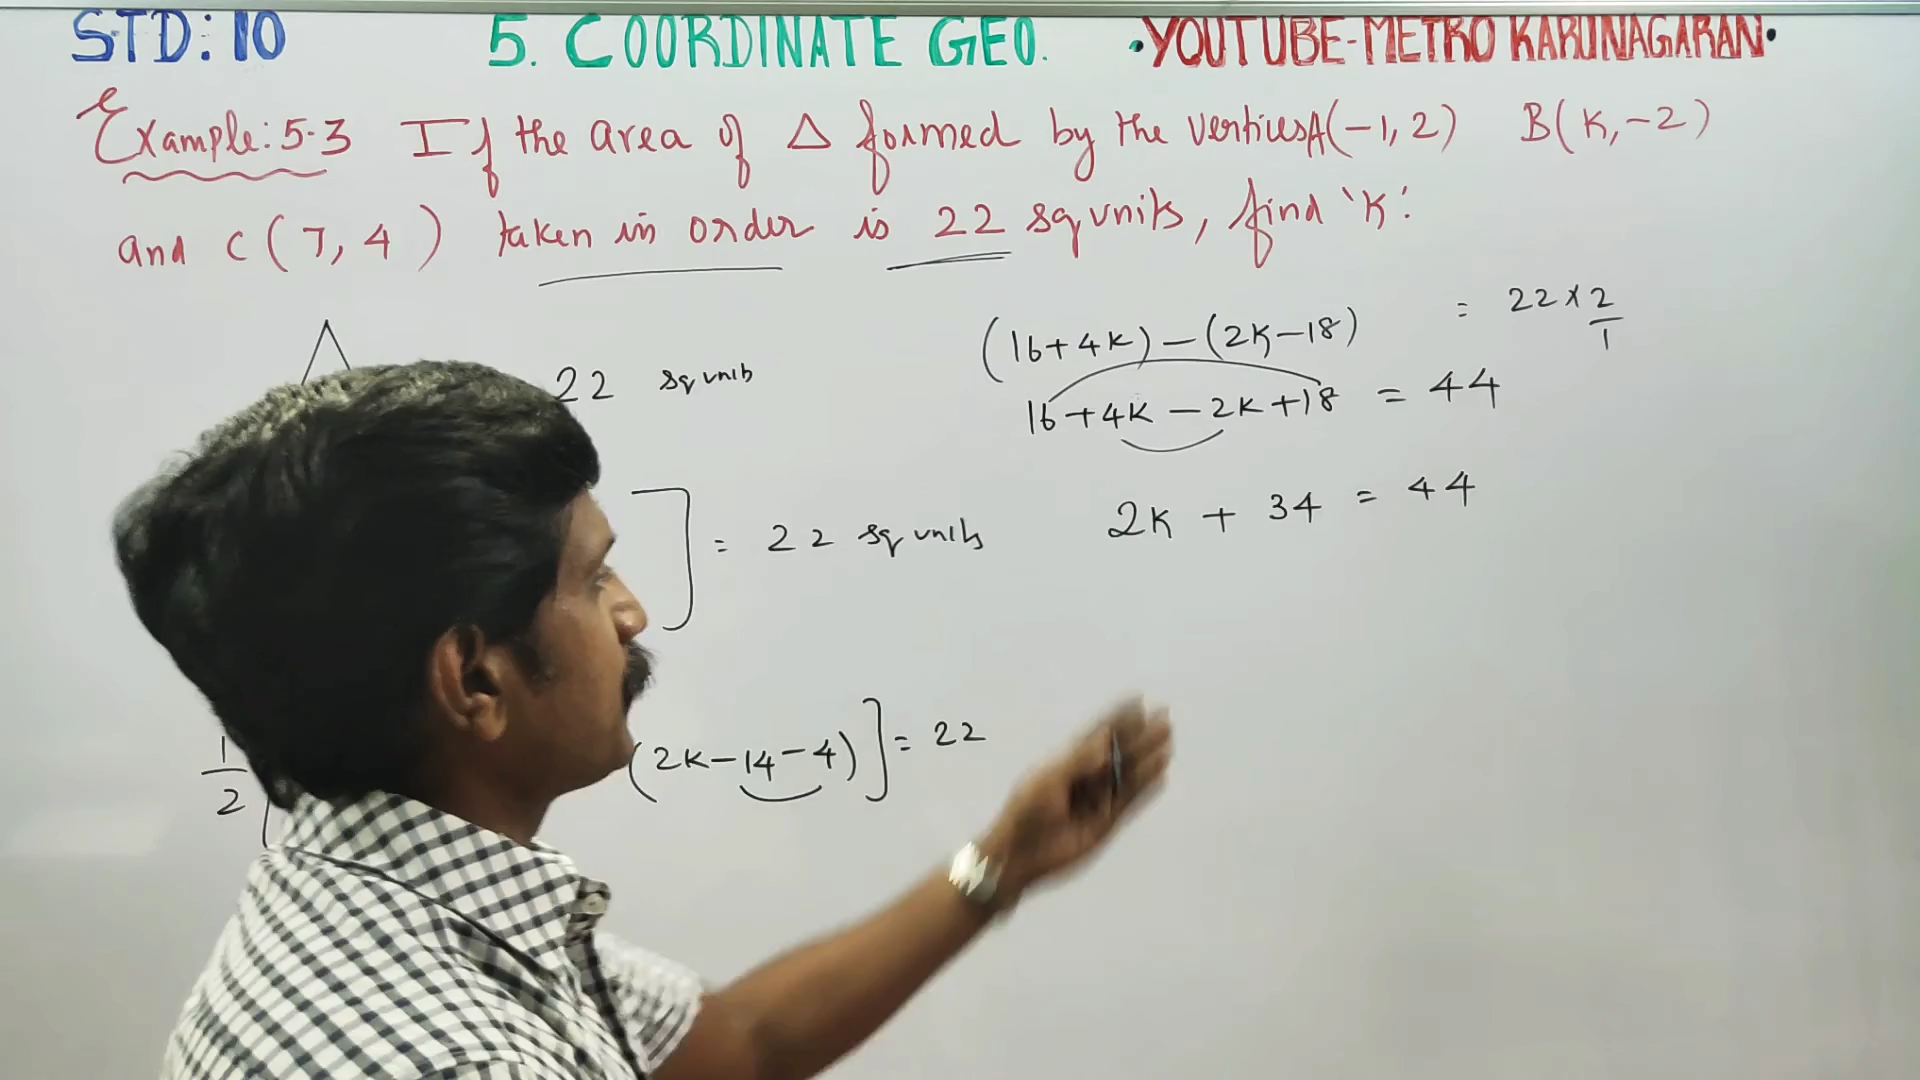 STD: 10 5. COORDINATE GEO. •YOUTUBE-METRO KARUNAGARAN•
Example: 5.3 If the area of Δ formed by the vertices A(-1, 2) B(K, -2)
and C(7, 4) taken in order is 22 sq units, find 'K'.
22 sq units
= 22 sq units
1/2 (2K-14-4)] = 22
(16+4K)-(2K-18) = 22×2/1
16+4K-2K+18 = 44
2K + 34 = 44